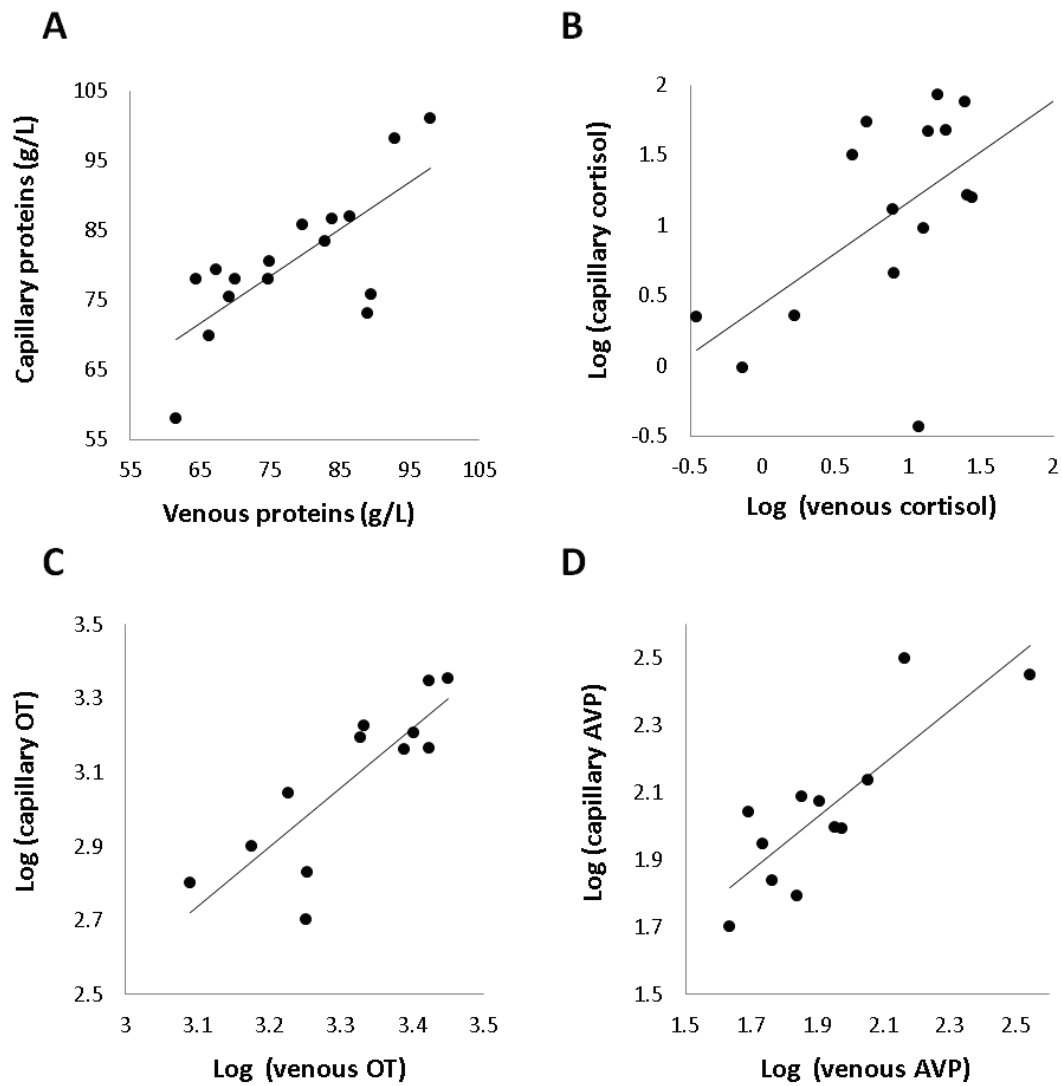 A
Capillary proteins (g/L)
105
95
85
75
65
55
55 65 75 85 95 105
Venous proteins (g/L)
B
Log (capillary cortisol)
2
1.5
1
0.5
0
-0.5
-0.5 0 0.5 1 1.5 2
Log (venous cortisol)
C
Log (capillary OT)
3.5
3.3
3.1
2.9
2.7
2.5
3 3.1 3.2 3.3 3.4 3.5
Log (venous OT)
D
Log (capillary AVP)
2.5
2.3
2.1
1.9
1.7
1.5
1.5 1.7 1.9 2.1 2.3 2.5
Log (venous AVP)